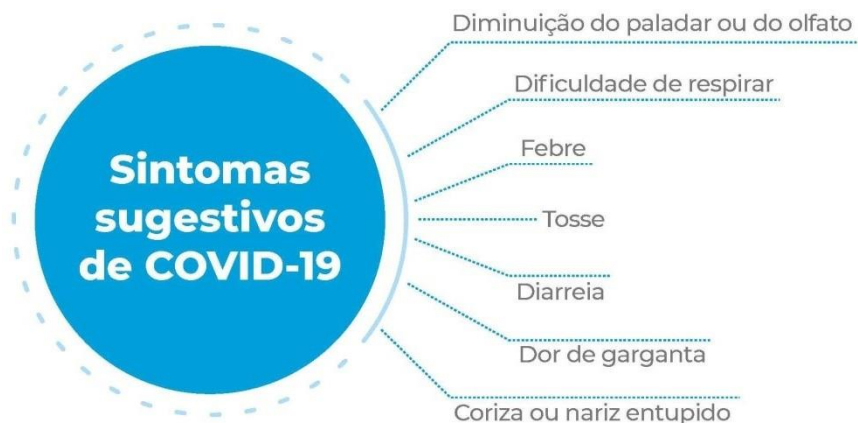 Sintomas
sugestivos
de COVID-19
Diminuição do paladar ou do olfato
Dificuldade de respirar
Febre
Tosse
Diarreia
Dor de garganta
Coriza ou nariz entupido